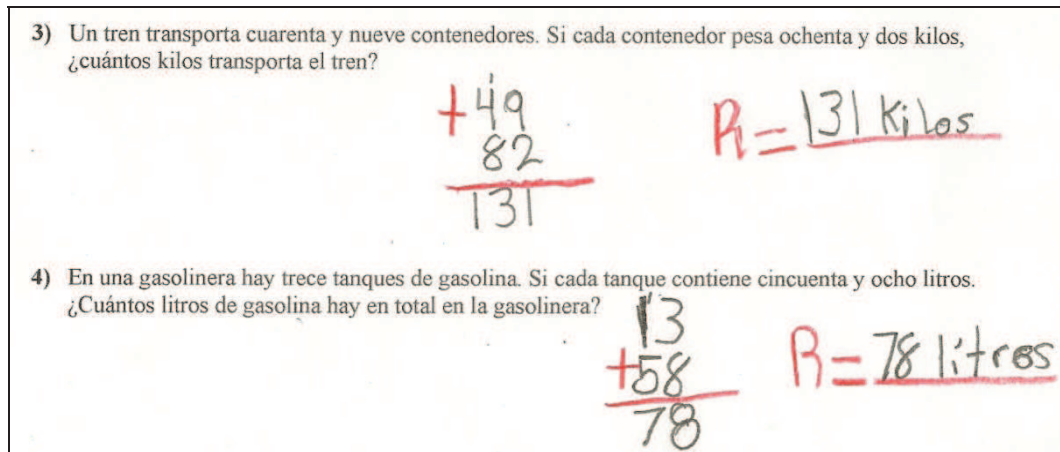 3) Un tren transporta cuarenta y nueve contenedores. Si cada contenedor pesa ochenta y dos kilos,
¿cuántos kilos transporta el tren?
1
+49
82
131
R= 131 Kilos
4) En una gasolinera hay trece tanques de gasolina. Si cada tanque contiene cincuenta y ocho litros.
¿Cuántos litros de gasolina hay en total en la gasolinera?
13
+58
78
R= 78 litros